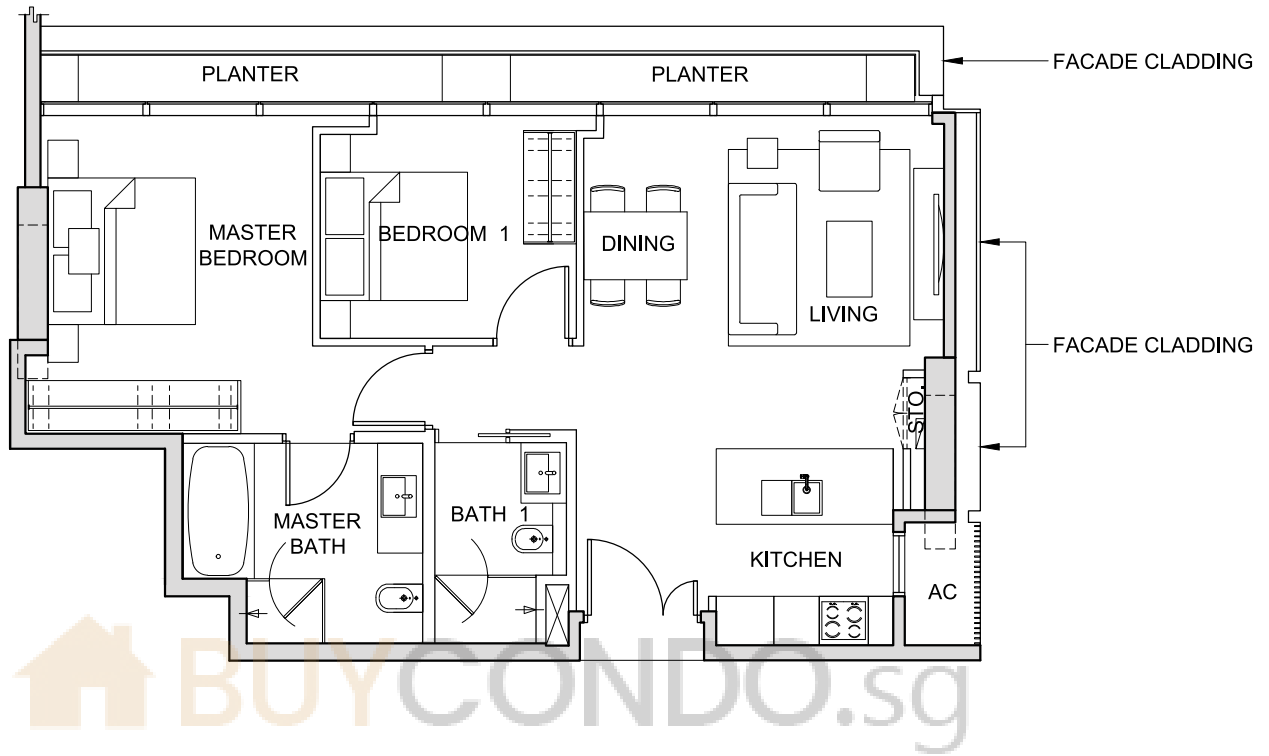 PLANTER
PLANTER
FACADE CLADDING
MASTER
BEDROOM
BEDROOM 1
DINING
LIVING
FACADE CLADDING
STO.
MASTER
BATH
BATH 1
KITCHEN
AC
BUYCONDO.sg